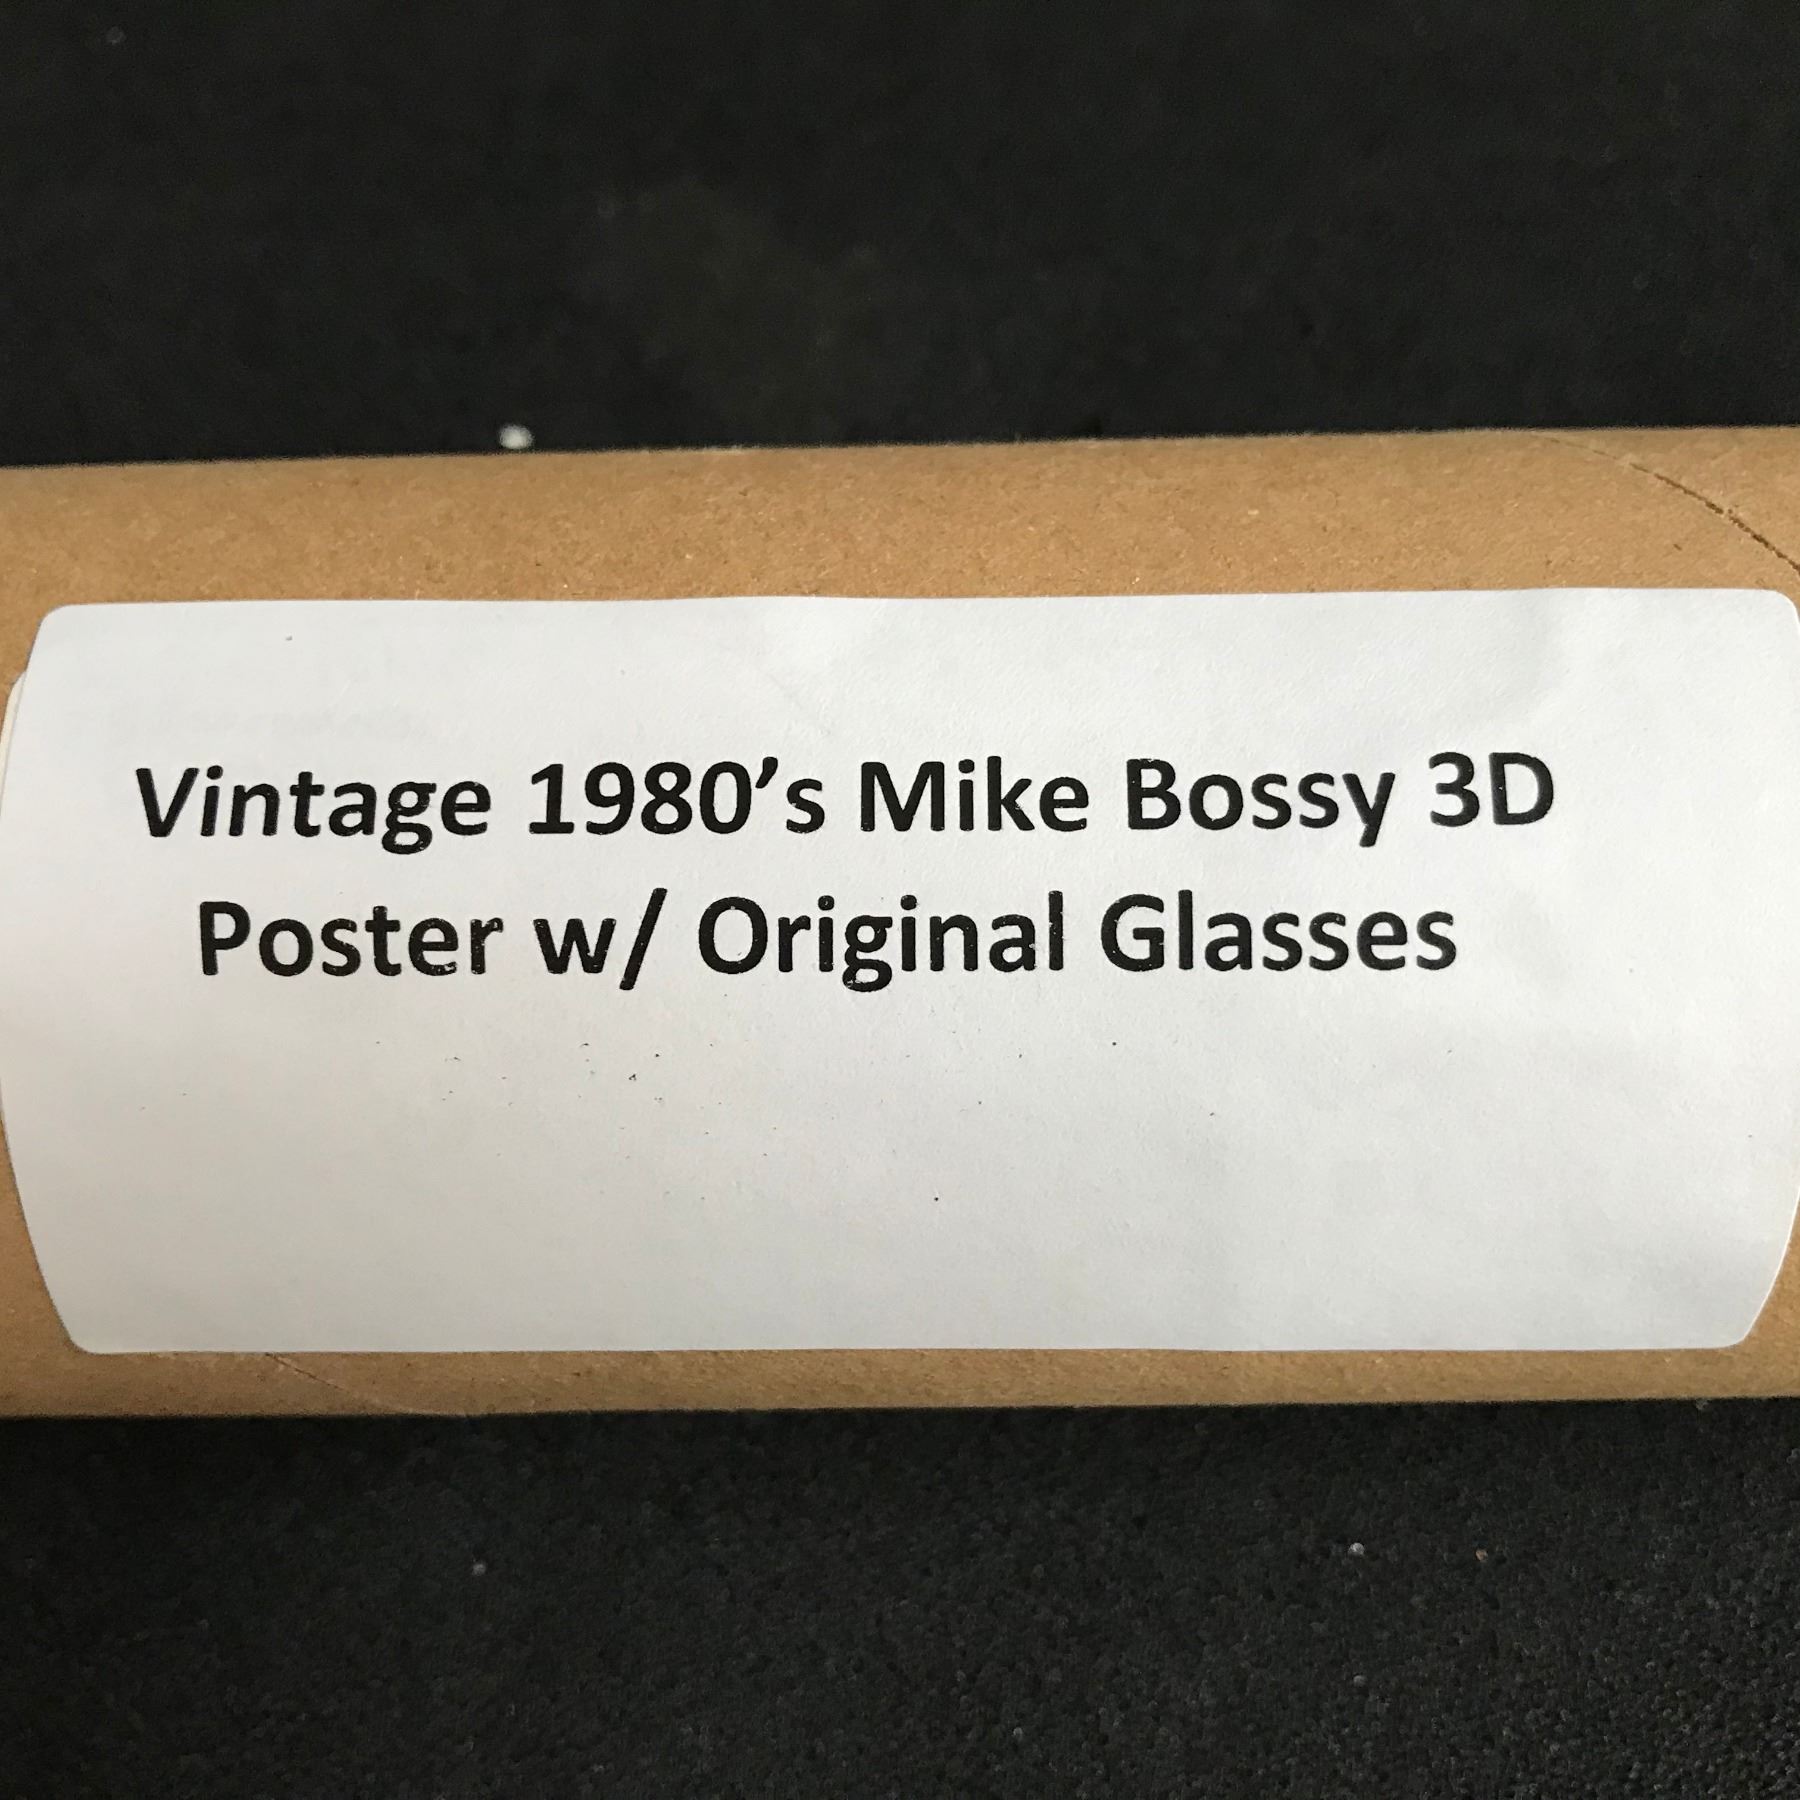 Vintage 1980’s Mike Bossy 3D
Poster w/ Original Glasses